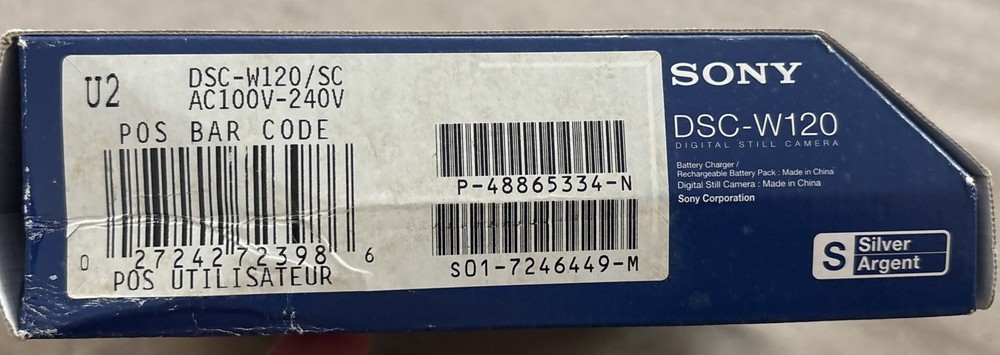 U2
DSC-W120/SC
AC100V-240V
POS BAR CODE
0 27242 72398 6
POS UTILISATEUR
P-48865334-N
S01-7246449-M
SONY
DSC-W120
DIGITAL STILL CAMERA
Battery Charger /
Rechargeable Battery Pack : Made in China
Digital Still Camera : Made in China
Sony Corporation
S Silver
Argent